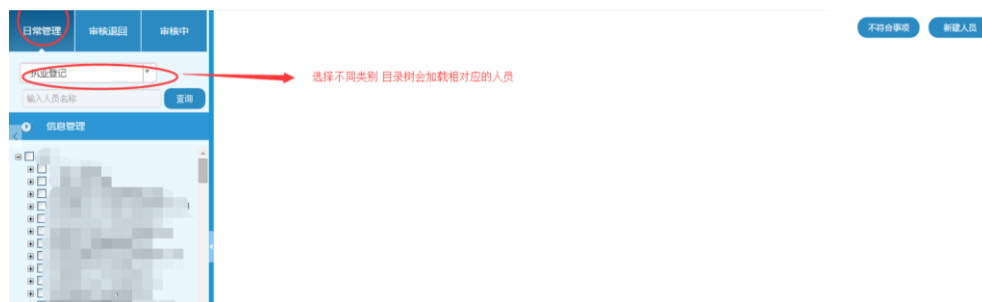 日常管理 审核退回 审核中 不符合事项 新建人员
执业登记
选择不同类别 目录树会加载相对应的人员
输入人员名称 查询
信息管理